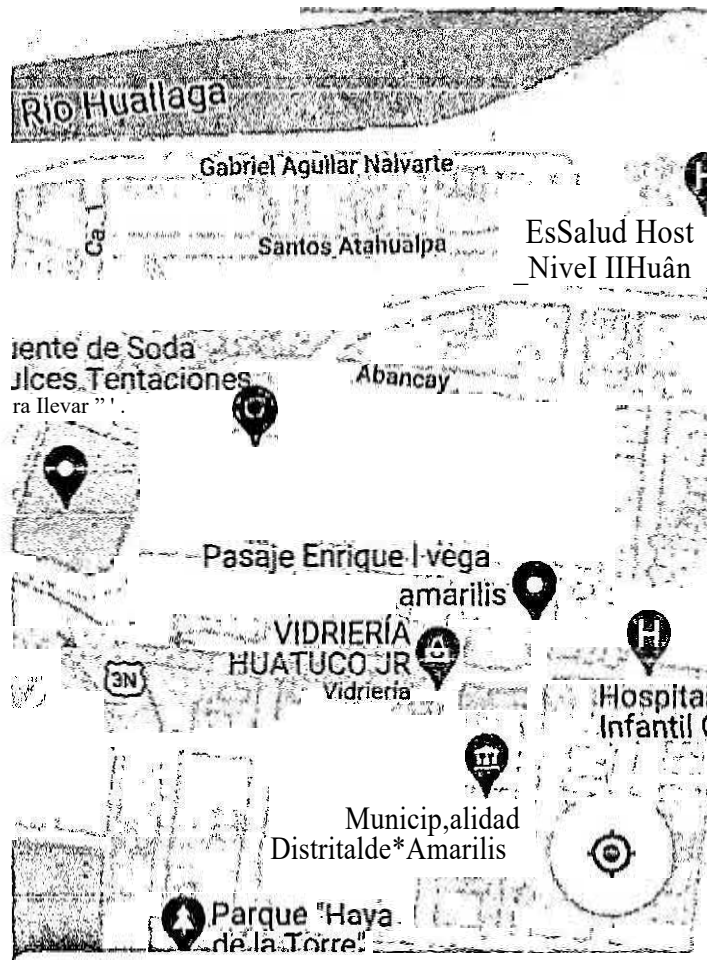 Río Huallaga
Gabriel Aguilar Nalvarte
Ca. 1
Santos Atahualpa
H
EsSalud Host
_NiveI IIHuân
uente de Soda
ulces Tentaciones
ra Ilevar ” ' .
Abancay
Pasaje Enrique l vega
amarilis
VIDRIERÍA
HUATUCO JR
Vidriería
3N
H
Hospita
Infantil
Municip,alidad
Distritalde*Amarilis
Parque "Haya
de la Torre"